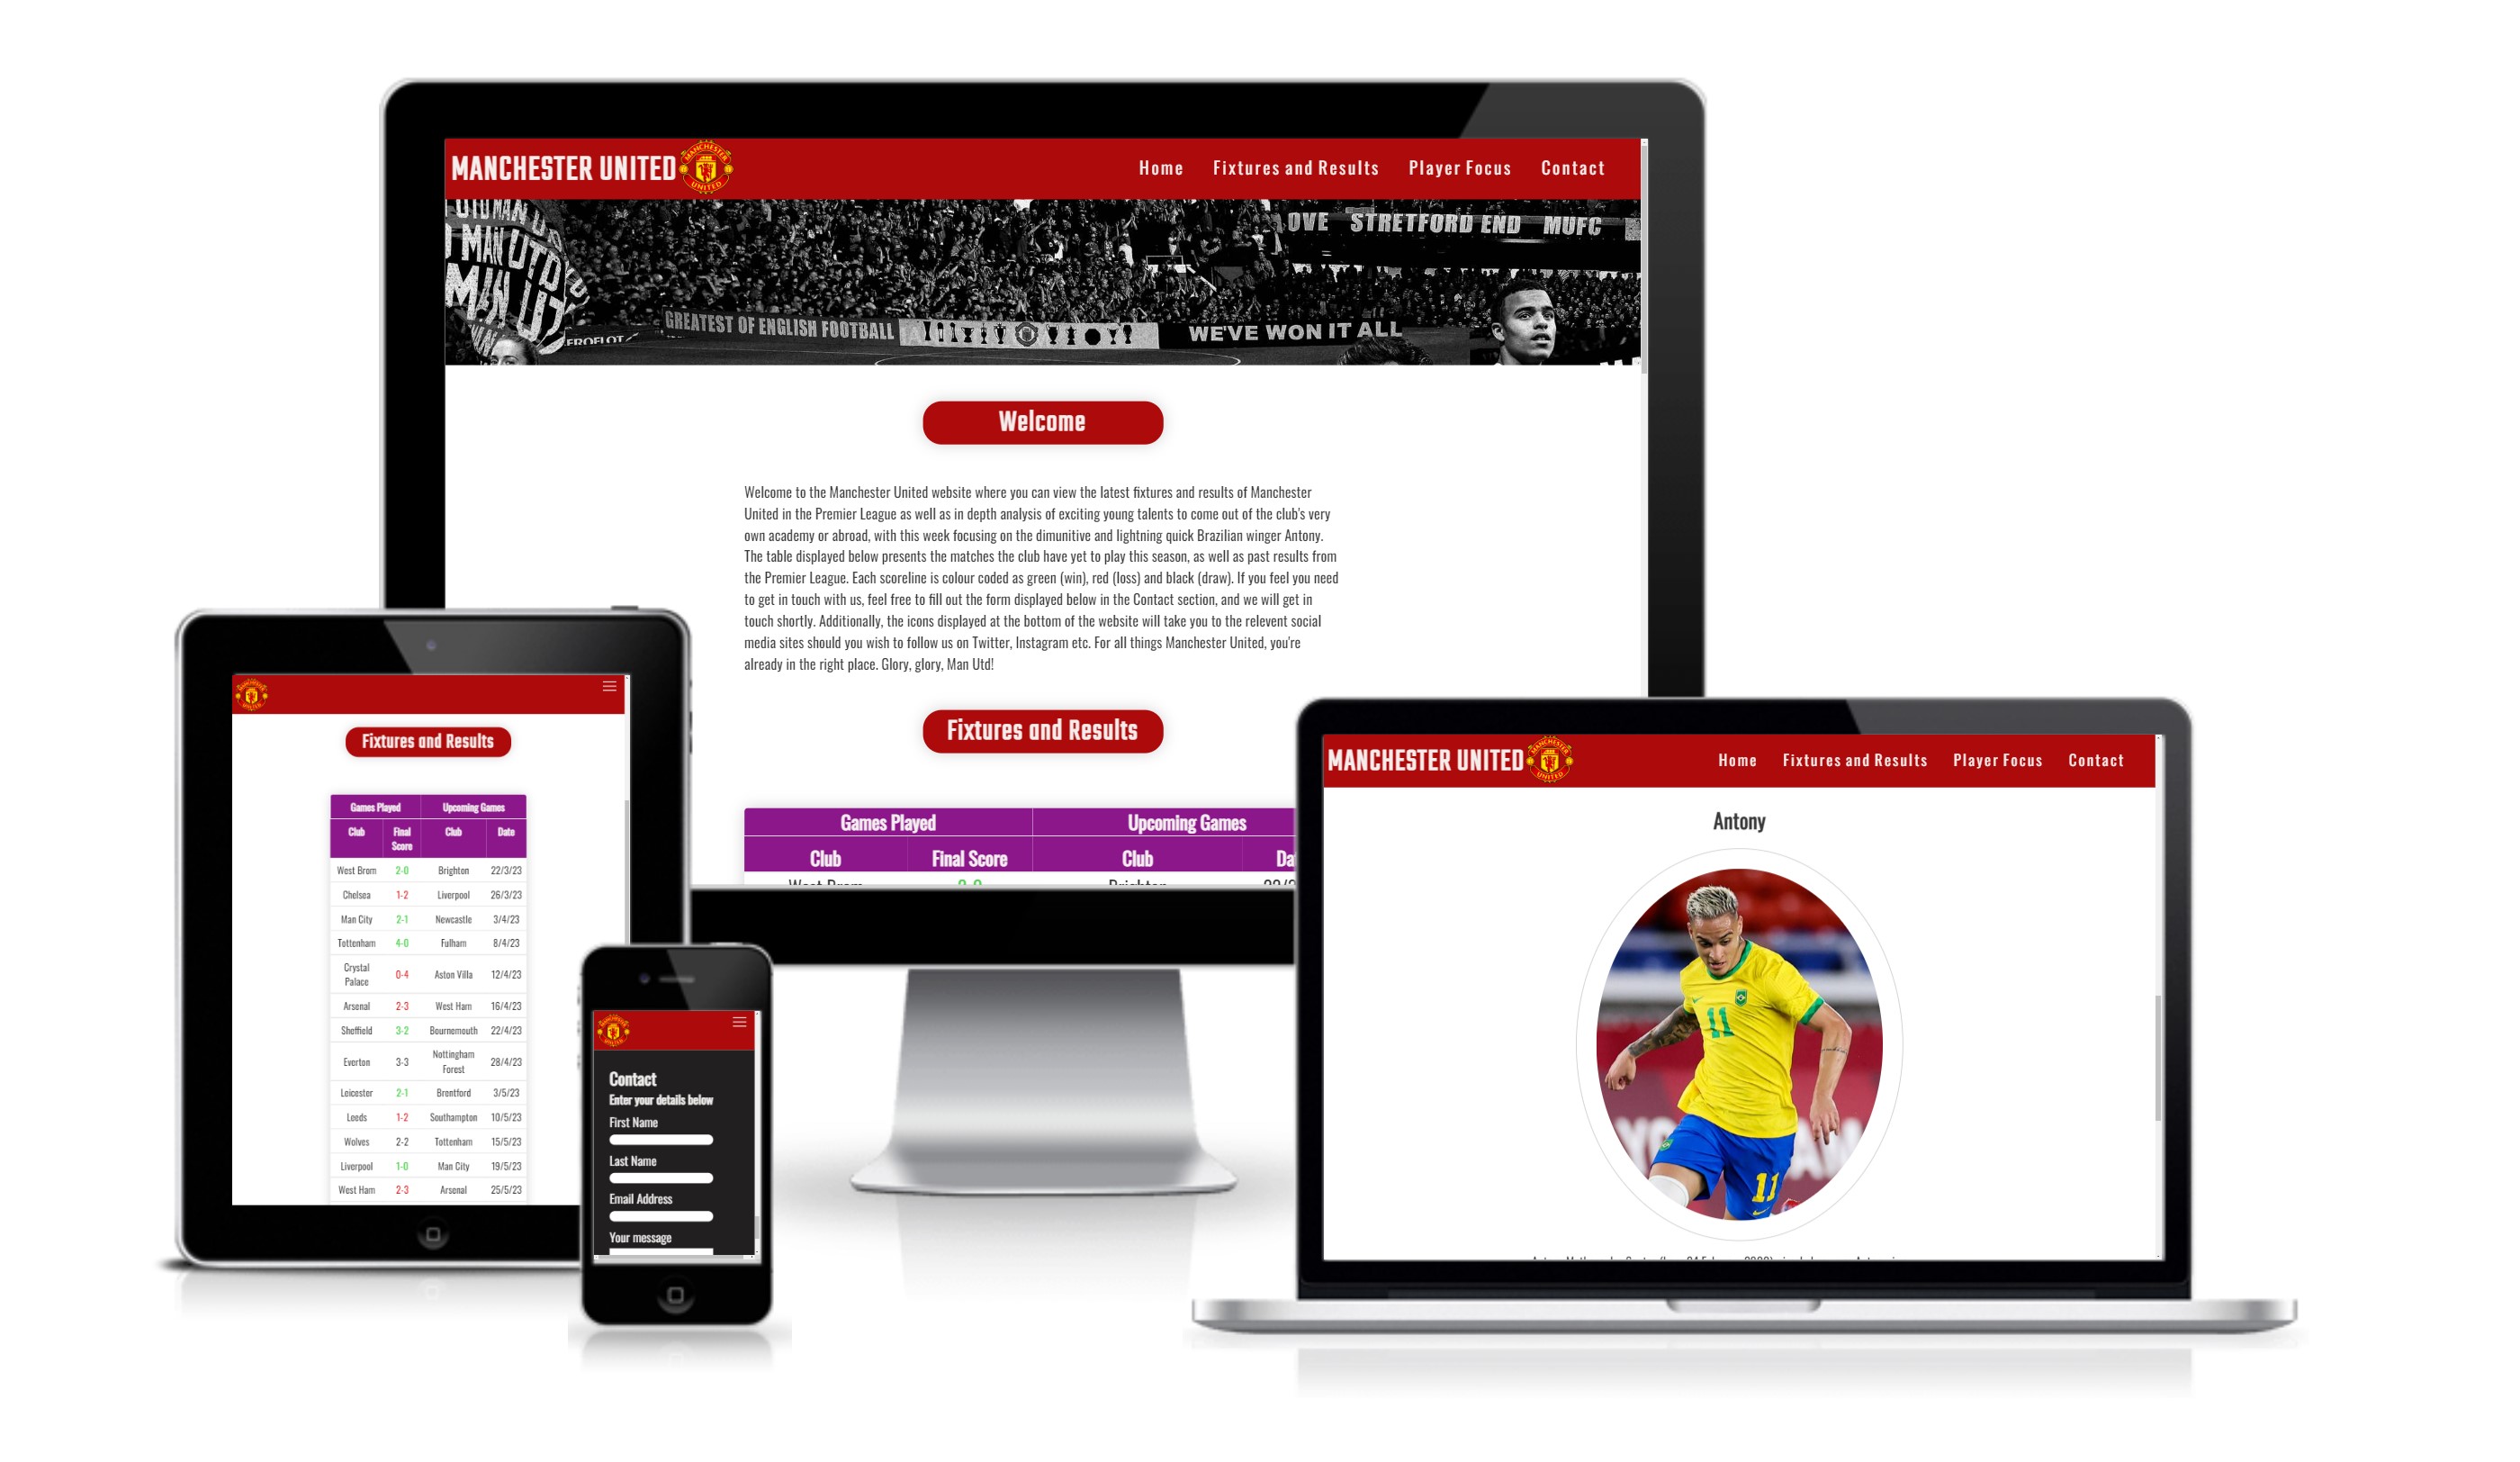 MANCHESTER UNITED
MANCHESTER
UNITED
Home Fixtures and Results Player Focus Contact
MAN UTD
MAN UT
OVE STRETFORD END MUFC
GREATEST OF ENGLISH FOOTBALL
WE'VE WON IT ALL
EROFLOT
Welcome
Welcome to the Manchester United website where you can view the latest fixtures and results of Manchester
United in the Premier League as well as in depth analysis of exciting young talents to come out of the club's very
own academy or abroad, with this week focusing on the dimunitive and lightning quick Brazilian winger Antony.
The table displayed below presents the matches the club have yet to play this season, as well as past results from
the Premier League. Each scoreline is colour coded as green (win), red (loss) and black (draw). If you feel you need
to get in touch with us, feel free to fill out the form displayed below in the Contact section, and we will get in
touch shortly. Additionally, the icons displayed at the bottom of the website will take you to the relevent social
media sites should you wish to follow us on Twitter, Instagram etc. For all things Manchester United, you're
already in the right place. Glory, glory, Man Utd!
Fixtures and Results
Games Played Upcoming Games
Club Final Score Club Da
West Brom 2-0 Brighton
Fixtures and Results
Games Played Upcoming Games
Club Final Score Club Date
West Brom 2-0 Brighton 22/3/23
Chelsea 1-2 Liverpool 26/3/23
Man City 2-1 Newcastle 3/4/23
Tottenham 4-0 Fulham 8/4/23
Crystal Palace 0-4 Aston Villa 12/4/23
Arsenal 2-3 West Ham 16/4/23
Sheffield 3-2 Bournemouth 22/4/23
Everton 3-3 Nottingham Forest 28/4/23
Leicester 2-1 Brentford 3/5/23
Leeds 1-2 Southampton 10/5/23
Wolves 2-2 Tottenham 15/5/23
Liverpool 1-0 Man City 19/5/23
West Ham 2-3 Arsenal 25/5/23
Contact
Enter your details below
First Name
Last Name
Email Address
Your message
MANCHESTER UNITED
MANCHESTER
UNITED
Home Fixtures and Results Player Focus Contact
Antony
11
11